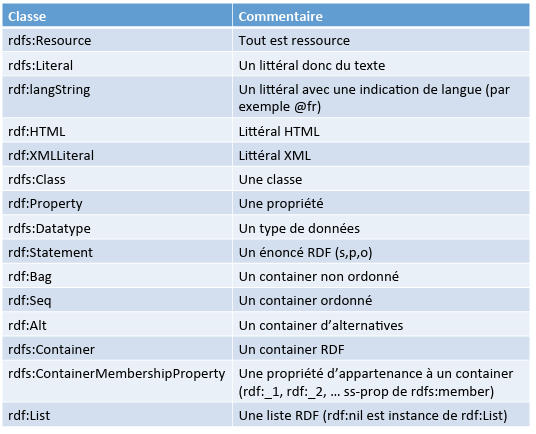 Classe Commentaire
rdfs:Resource Tout est ressource
rdfs:Literal Un littéral donc du texte
rdf:langString Un littéral avec une indication de langue (par
exemple @fr)
rdf:HTML Littéral HTML
rdf:XMLLiteral Littéral XML
rdfs:Class Une classe
rdf:Property Une propriété
rdfs:Datatype Un type de données
rdf:Statement Un énoncé RDF (s,p,o)
rdf:Bag Un container non ordonné
rdf:Seq Un container ordonné
rdf:Alt Un container d’alternatives
rdfs:Container Un container RDF
rdfs:ContainerMembershipProperty Une propriété d’appartenance à un container
(rdf:_1, rdf:_2, … ss-prop de rdfs:member)
rdf:List Une liste RDF (rdf:nil est instance de rdf:List)